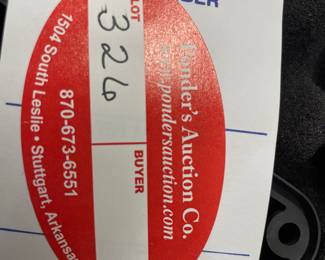 Ponder's Auction Co.
www.pondersauction.com
LOT
BUYER
326
870-673-6551
1504 South Leslie • Stuttgart, Arkansas